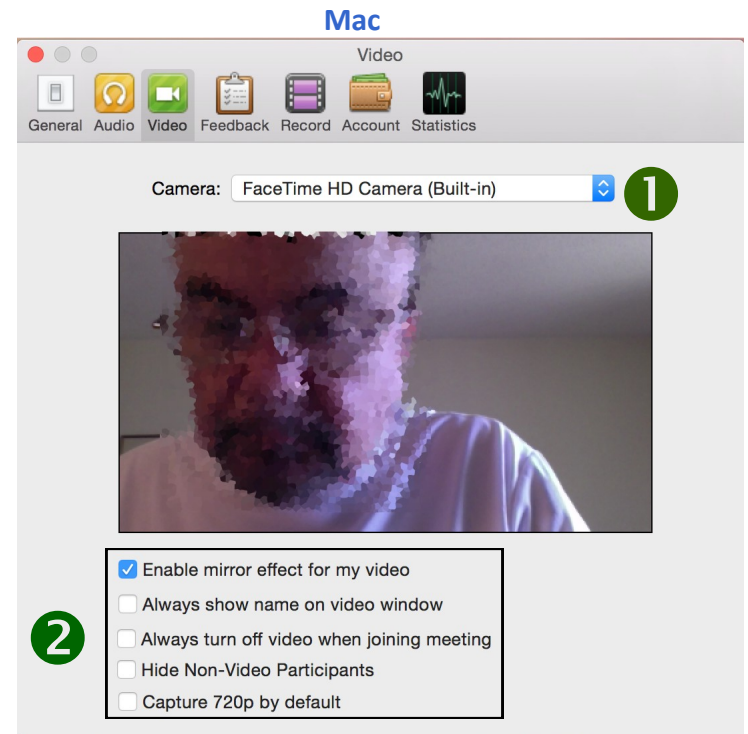 Mac
Video
General Audio Video Feedback Record Account Statistics
Camera: FaceTime HD Camera (Built-in)
1
Enable mirror effect for my video
Always show name on video window
2
Always turn off video when joining meeting
Hide Non-Video Participants
Capture 720p by default